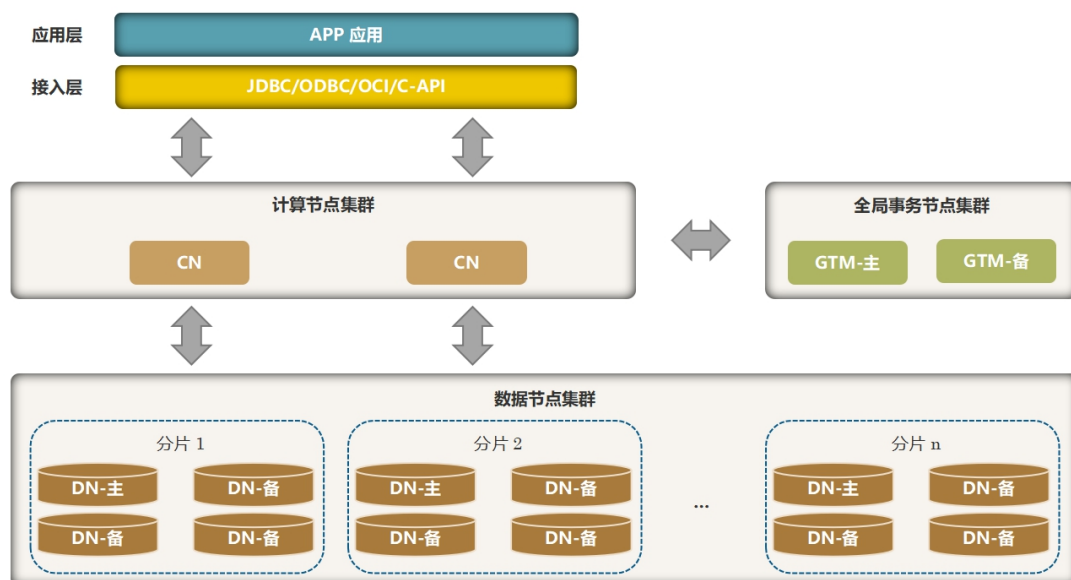 应用层
APP 应用
接入层
JDBC/ODBC/OCI/C-API
计算节点集群
CN
CN
全局事务节点集群
GTM-主
GTM-备
数据节点集群
分片 1
DN-主
DN-备
DN-备
DN-备
分片 2
DN-主
DN-备
DN-备
DN-备
...
分片 n
DN-主
DN-备
DN-备
DN-备